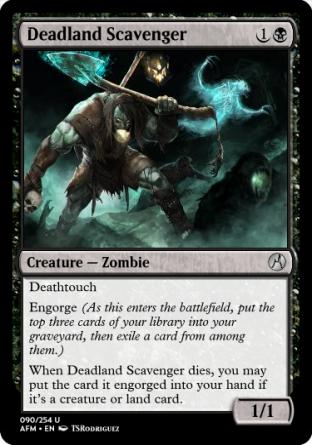 Deadland Scavenger 1
Creature — Zombie
Deathtouch
Engorge (As this enters the battlefield, put the
top three cards of your library into your
graveyard, then exile a card from among
them.)
When Deadland Scavenger dies, you may
put the card it engorged into your hand if
it's a creature or land card.
1/1
090/254 U
AFM • EN TSRodriguez